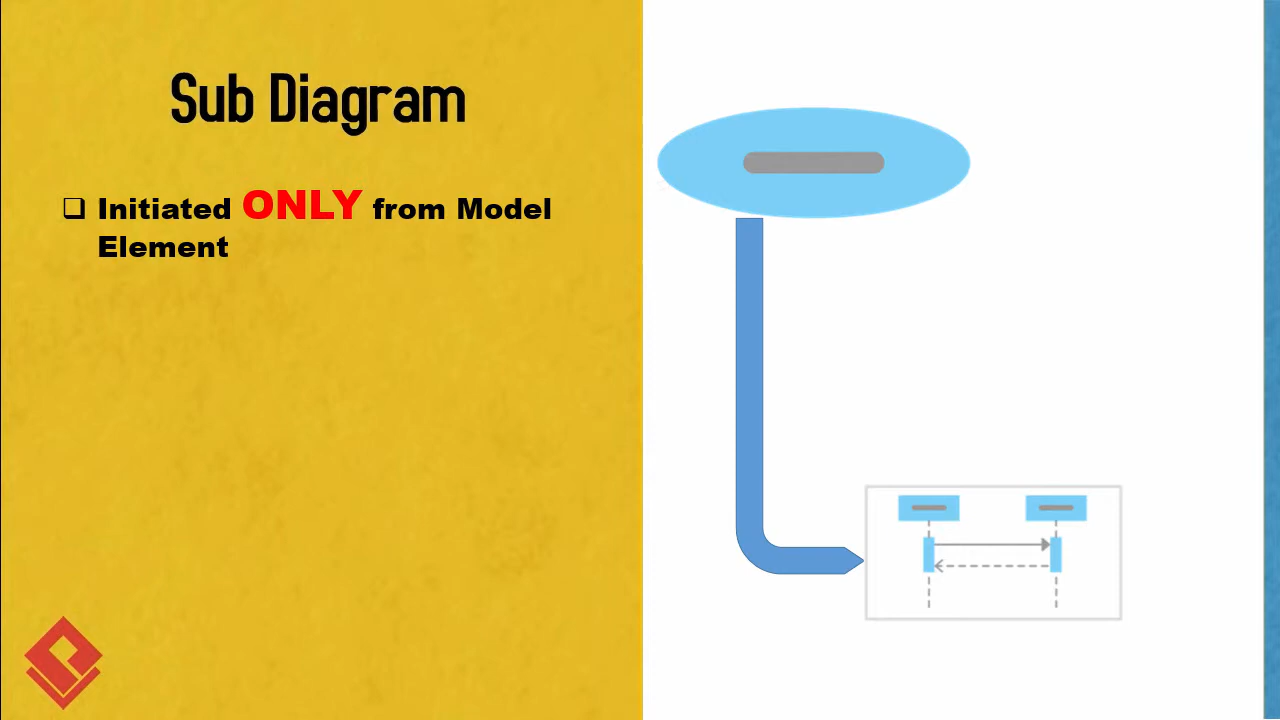 Sub Diagram
❑ Initiated ONLY from Model
Element